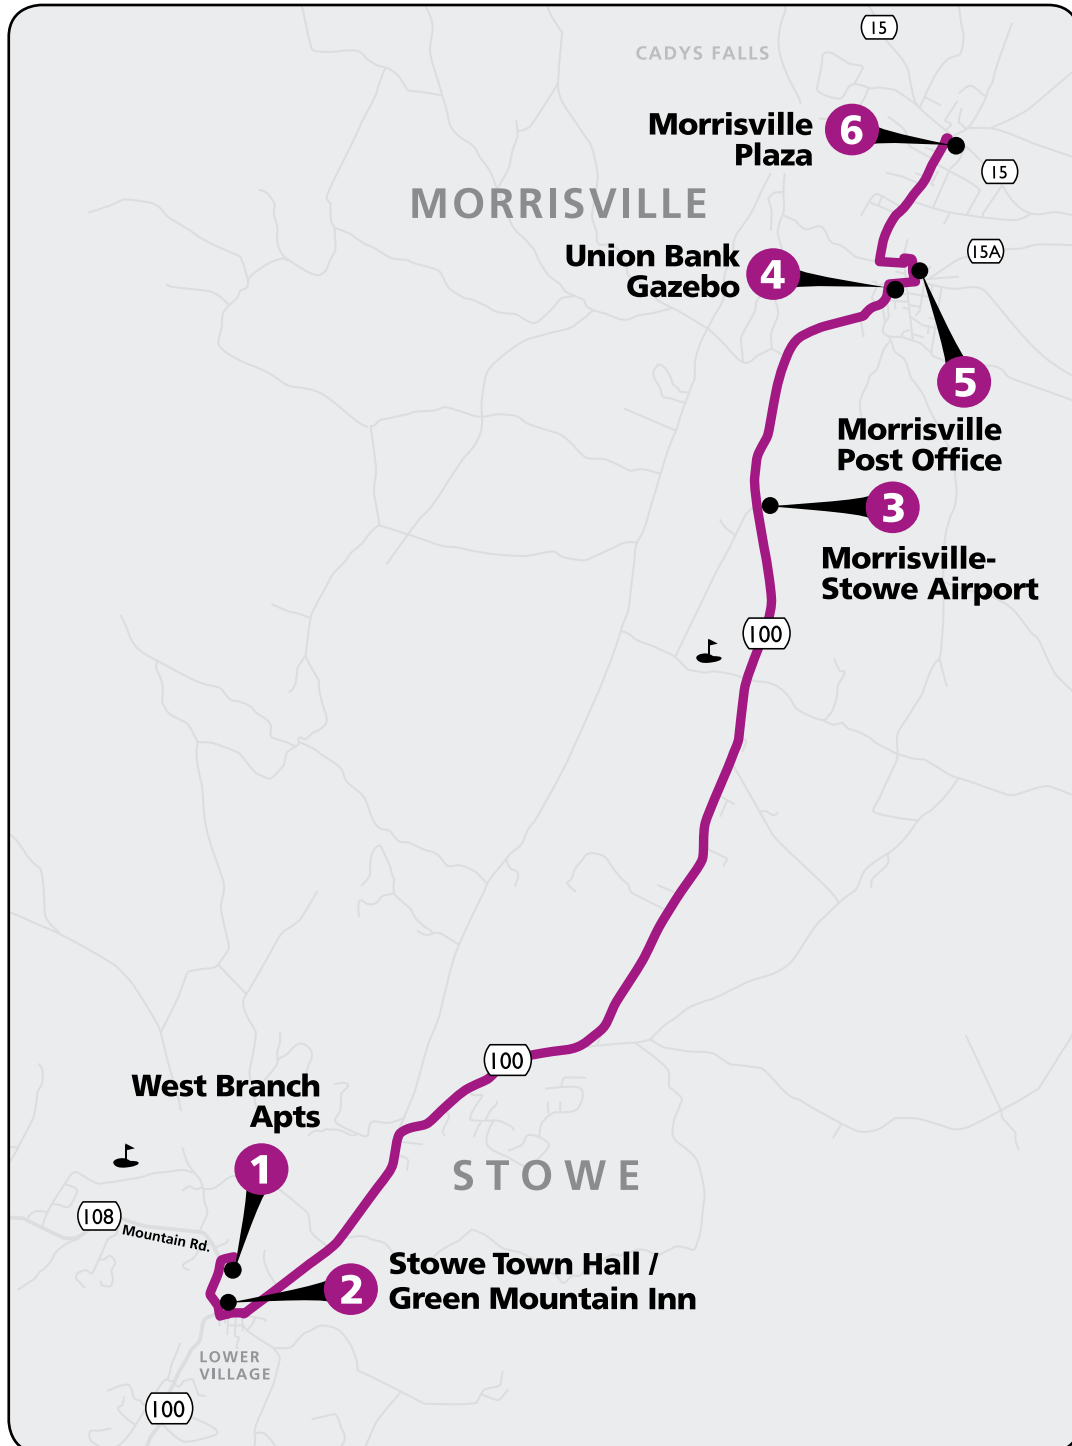 15
CADYS FALLS
Morrisville
Plaza
6
15
MORRISVILLE
15A
Union Bank
Gazebo
4
5
Morrisville
Post Office
3
Morrisville-
Stowe Airport
100
100
West Branch
Apts
1
STOWE
108
Mountain Rd.
Stowe Town Hall /
Green Mountain Inn
2
LOWER
VILLAGE
100